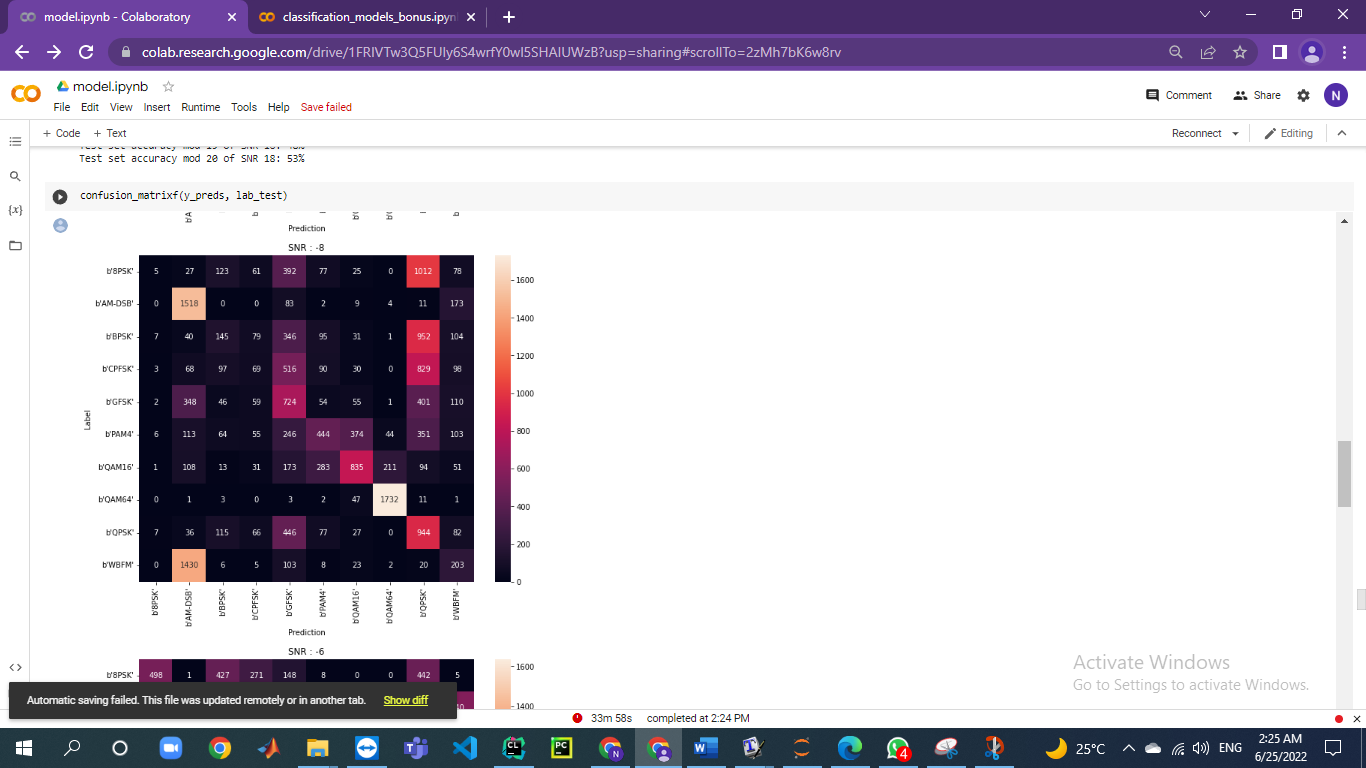 model.ipynb - Colaboratory
classification_models_bonus.ipyn
colab.research.google.com/drive/1FRIVTw3Q5FUIy6S4wrfY0wI5SHAIUWzB?usp=sharing#scrollTo=2zMh7bK6w8rv
model.ipynb
Comment Share N
File Edit View Insert Runtime Tools Help Save failed
+ Code + Text Reconnect Editing
Test set accuracy mod 20 of SNR 18: 53%
confusion_matrixf(y_preds, lab_test)
Prediction
SNR : -8
b'8PSK' 5 27 123 61 392 77 25 0 1012 78
b'AM-DSB' 0 1518 0 0 83 2 9 4 11 173
b'BPSK' 7 40 145 79 346 95 31 1 952 104
b'CPFSK' 3 68 97 69 516 90 30 0 829 98
b'GFSK' 2 348 46 59 724 54 55 1 401 110
b'PAM4' 6 113 64 55 246 444 374 44 351 103
b'QAM16' 1 108 13 31 173 283 835 211 94 51
b'QAM64' 0 1 3 0 3 2 47 1732 11 1
b'QPSK' 7 36 115 66 446 77 27 0 944 82
b'WBFM' 0 1430 6 5 103 8 23 2 20 203
Label
1600
1400
1200
1000
800
600
400
200
0
b'8PSK' b'AM-DSB' b'BPSK' b'CPFSK' b'GFSK' b'PAM4' b'QAM16' b'QAM64' b'QPSK' b'WBFM'
Prediction
SNR : -6
b'8PSK' 498 1 427 271 148 8 0 0 442 5
1600
1400
Activate Windows
Go to Settings to activate Windows.
Automatic saving failed. This file was updated remotely or in another tab. Show diff
33m 58s completed at 2:24 PM
25°C ENG
2:25 AM
6/25/2022
4